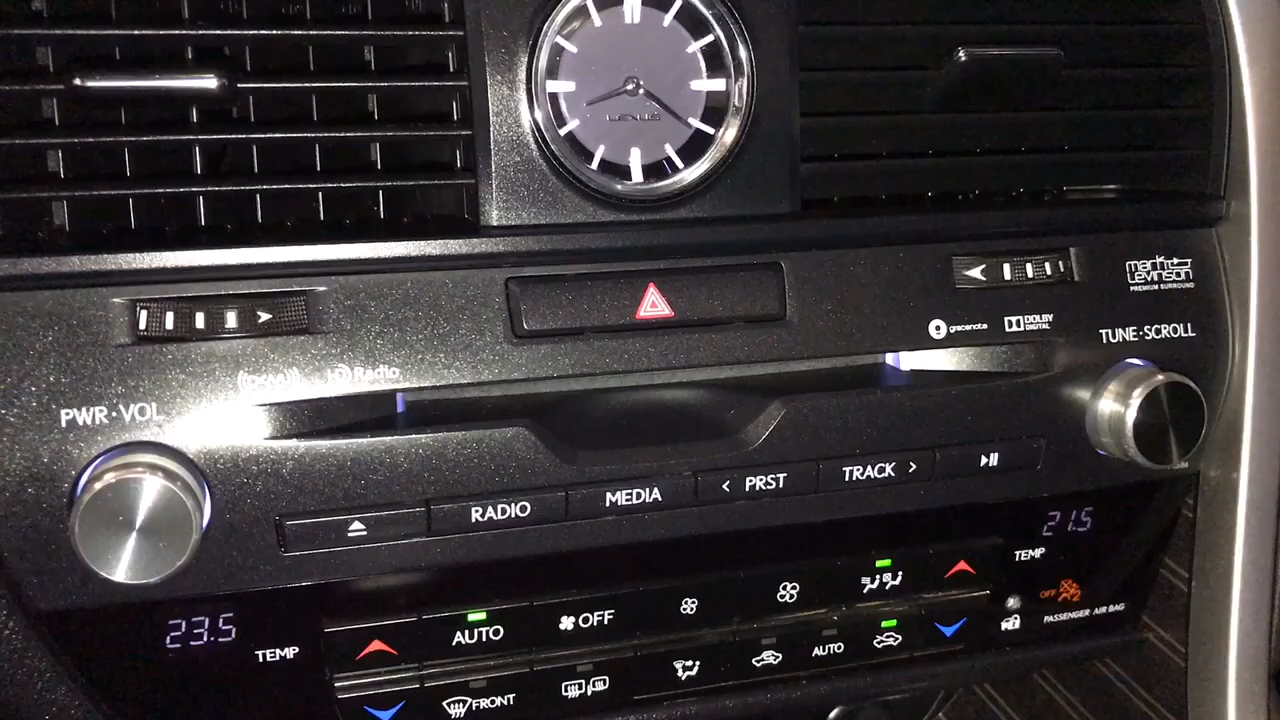 LEXUS
mark Levinson
PREMIUM SURROUND
gracenote
DOLBY
DIGITAL
TUNE·SCROLL
Radio
PWR·VOL
RADIO
MEDIA
< PRST
TRACK >
21.5
TEMP
23.5
TEMP
AUTO
OFF
OFF
2
PASSENGER AIR BAG
AUTO
FRONT